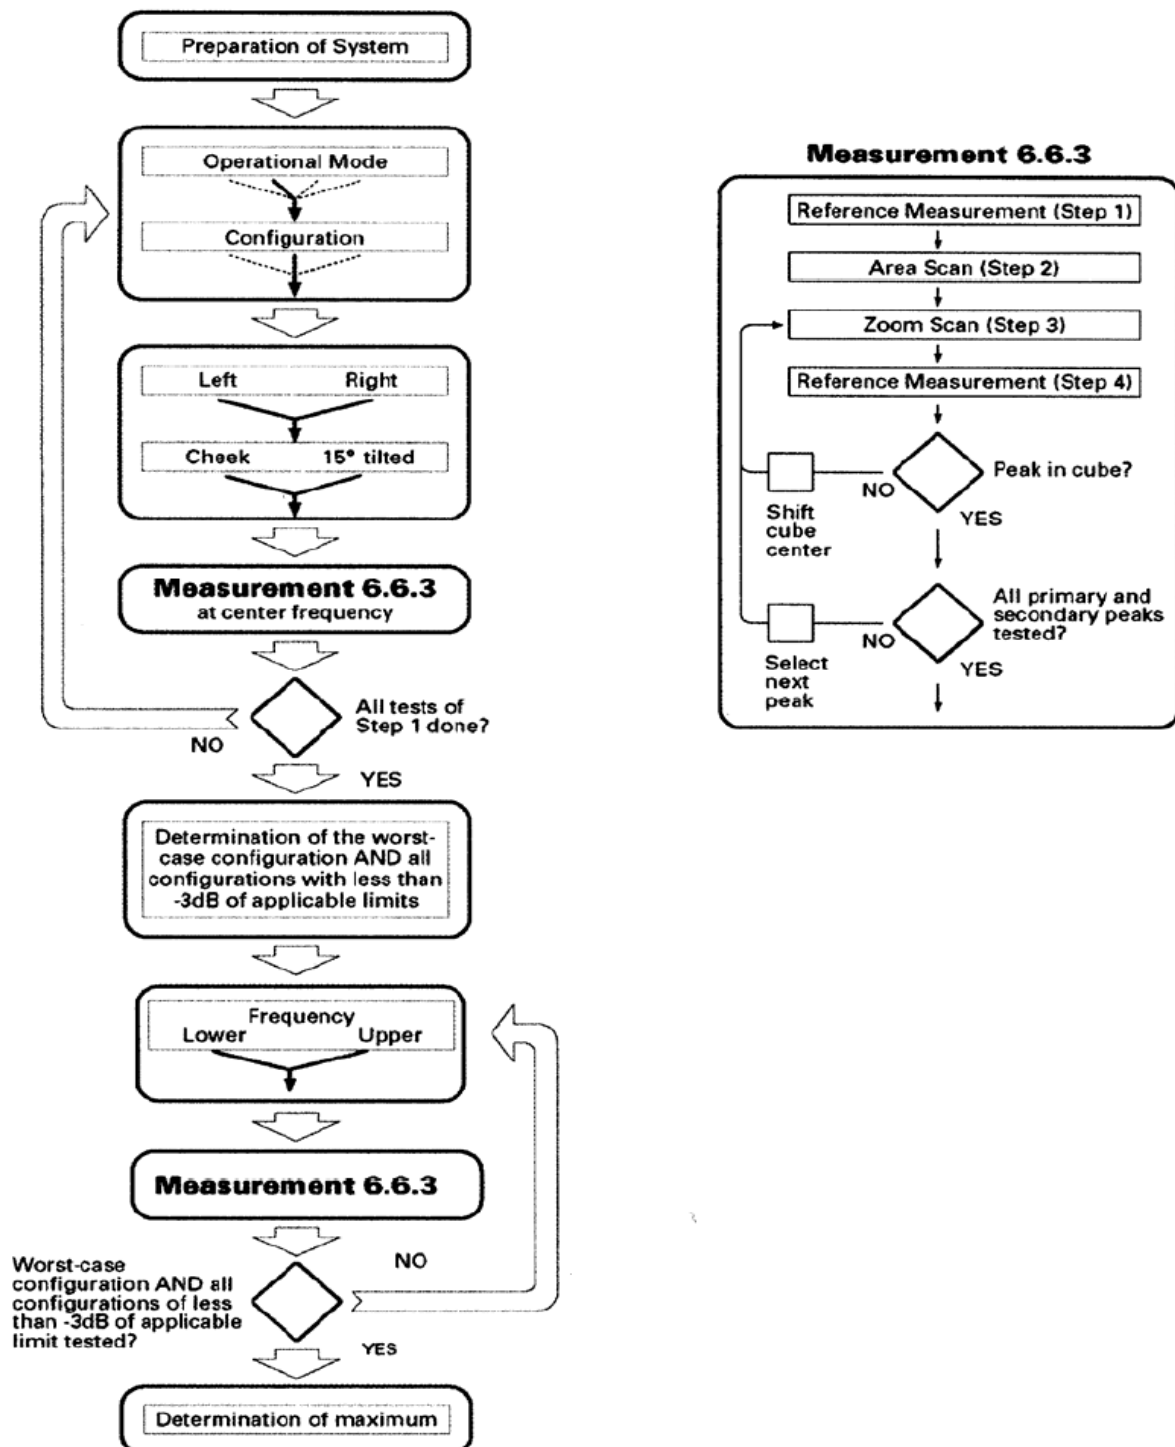 Preparation of System
Operational Mode
Configuration
Left Right
Cheek 15° tilted
Measurement 6.6.3
at center frequency
All tests of
Step 1 done?
NO
YES
Determination of the worst-
case configuration AND all
configurations with less than
-3dB of applicable limits
Frequency
Lower Upper
Measurement 6.6.3
Worst-case
configuration AND all
configurations of less
than -3dB of applicable
limit tested?
NO
YES
Determination of maximum
Measurement 6.6.3
Reference Measurement (Step 1)
Area Scan (Step 2)
Zoom Scan (Step 3)
Reference Measurement (Step 4)
Peak in cube?
NO
YES
Shift
cube
center
All primary and
secondary peaks
tested?
NO
YES
Select
next
peak